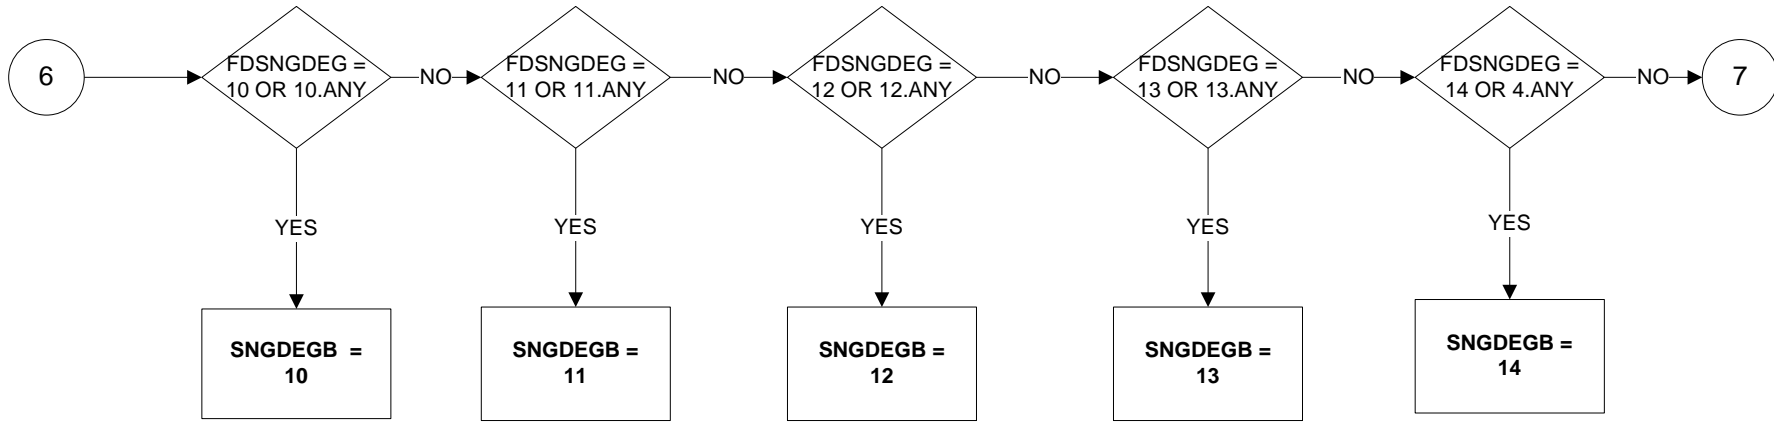 6
FDSNGDEG =
10 OR 10.ANY
NO
FDSNGDEG =
11 OR 11.ANY
NO
FDSNGDEG =
12 OR 12.ANY
NO
FDSNGDEG =
13 OR 13.ANY
NO
FDSNGDEG =
14 OR 4.ANY
NO
7
YES
YES
YES
YES
YES
SNGDEGB =
10
SNGDEGB =
11
SNGDEGB =
12
SNGDEGB =
13
SNGDEGB =
14